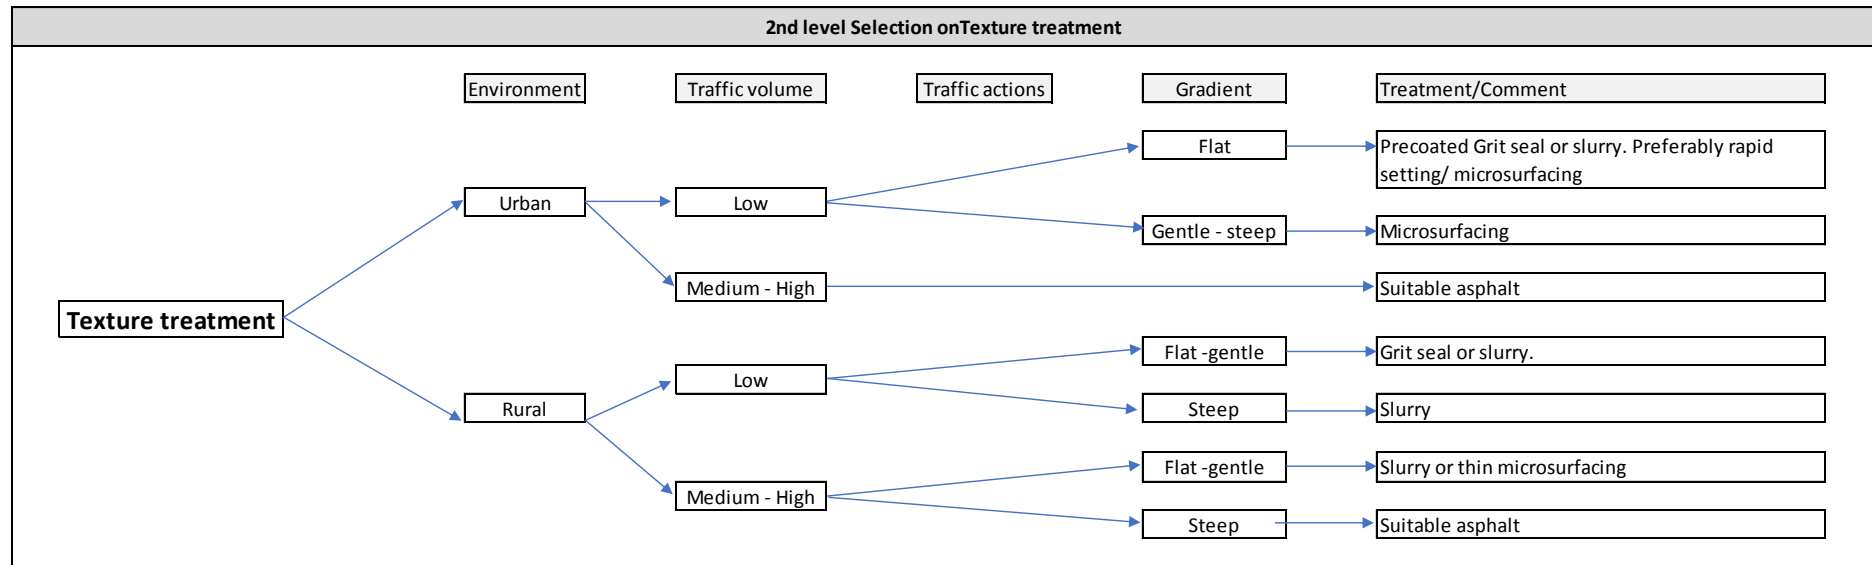 2nd level Selection onTexture treatment
Environment
Traffic volume
Traffic actions
Gradient
Treatment/Comment
Flat
Precoated Grit seal or slurry. Preferably rapid
setting/ microsurfacing
Urban
Low
Gentle - steep
Microsurfacing
Medium - High
Suitable asphalt
Texture treatment
Flat -gentle
Grit seal or slurry.
Low
Rural
Steep
Slurry
Flat -gentle
Slurry or thin microsurfacing
Medium - High
Steep
Suitable asphalt